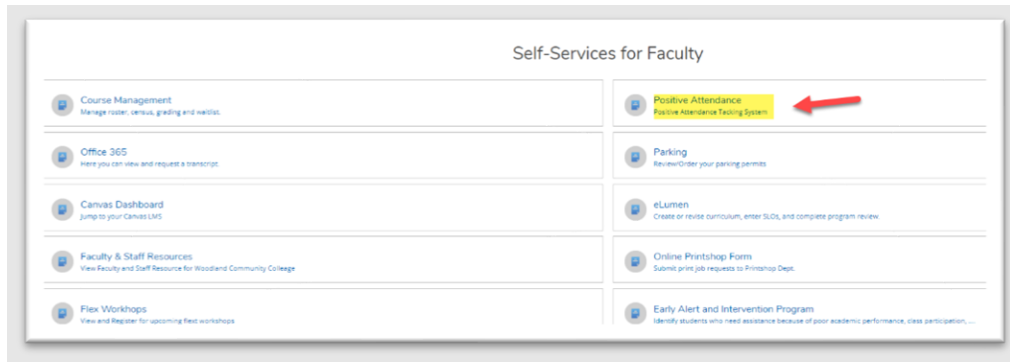 Self-Services for Faculty
Course Management
Manage roster, census, grading and waitlist.
Positive Attendance
Positive Attendance Tacking System
Office 365
Here you can view and request a transcript.
Parking
Review/Order your parking permits
Canvas Dashboard
Jump to your Canvas LMS
eLumen
Create or revise curriculum, enter SLOs, and complete program review.
Faculty & Staff Resources
View Faculty and Staff Resource for Woodland Community Colleage
Online Printshop Form
Submit print job requests to Printshop Dept.
Flex Workhops
View and Register for upcoming flext workshops
Early Alert and Intervention Program
Identify students who need assistance because of poor academic performance, class participation, ...